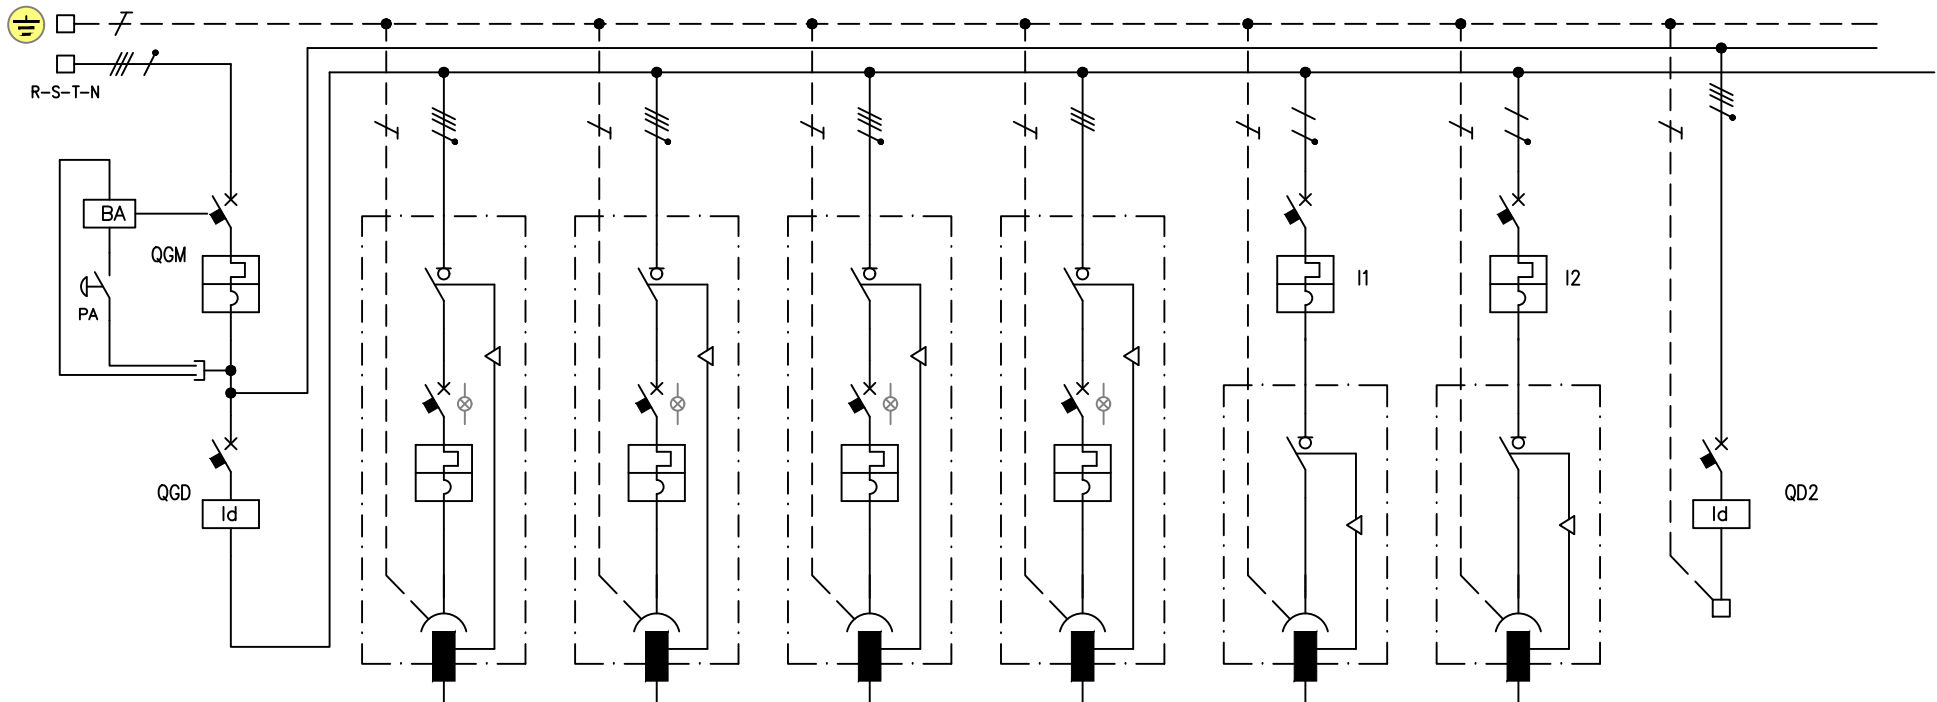 R-S-T-N
BA
QGM
I1
I2
PA
QGD
Id
Id
QD2